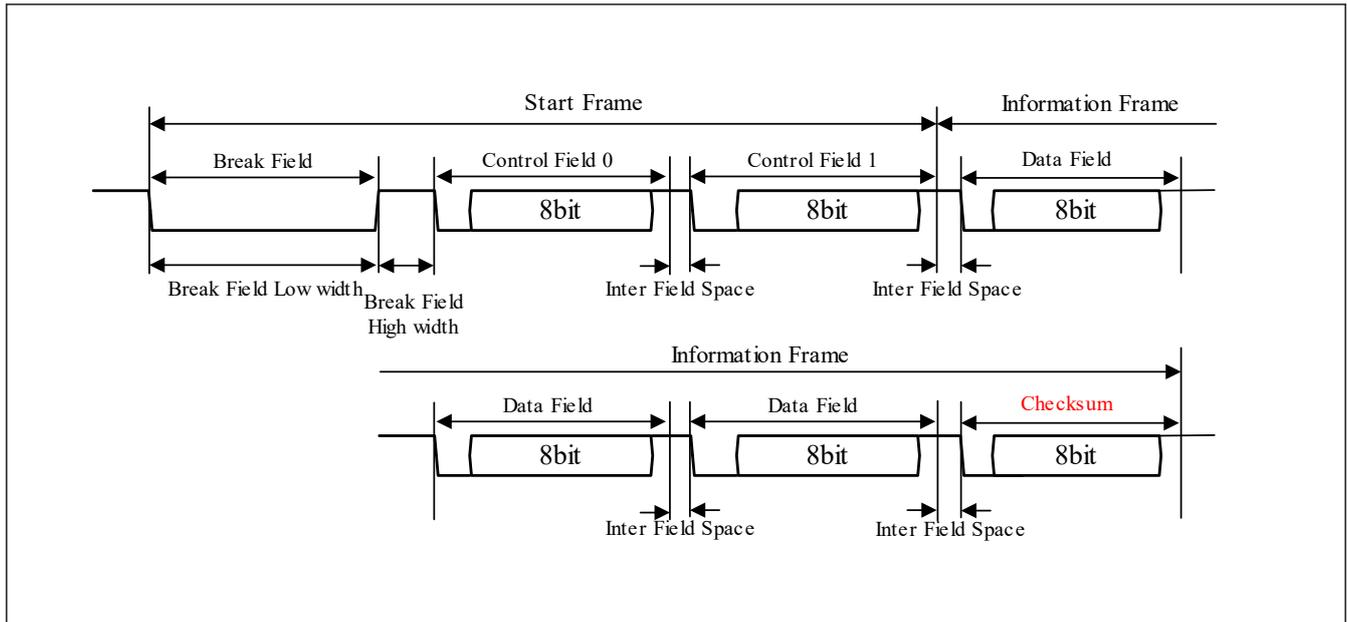 Start Frame
Information Frame
Break Field
Control Field 0
Control Field 1
Data Field
8bit
8bit
8bit
Break Field Low width
Break Field
High width
Inter Field Space
Inter Field Space
Information Frame
Data Field
Data Field
Checksum
8bit
8bit
8bit
Inter Field Space
Inter Field Space